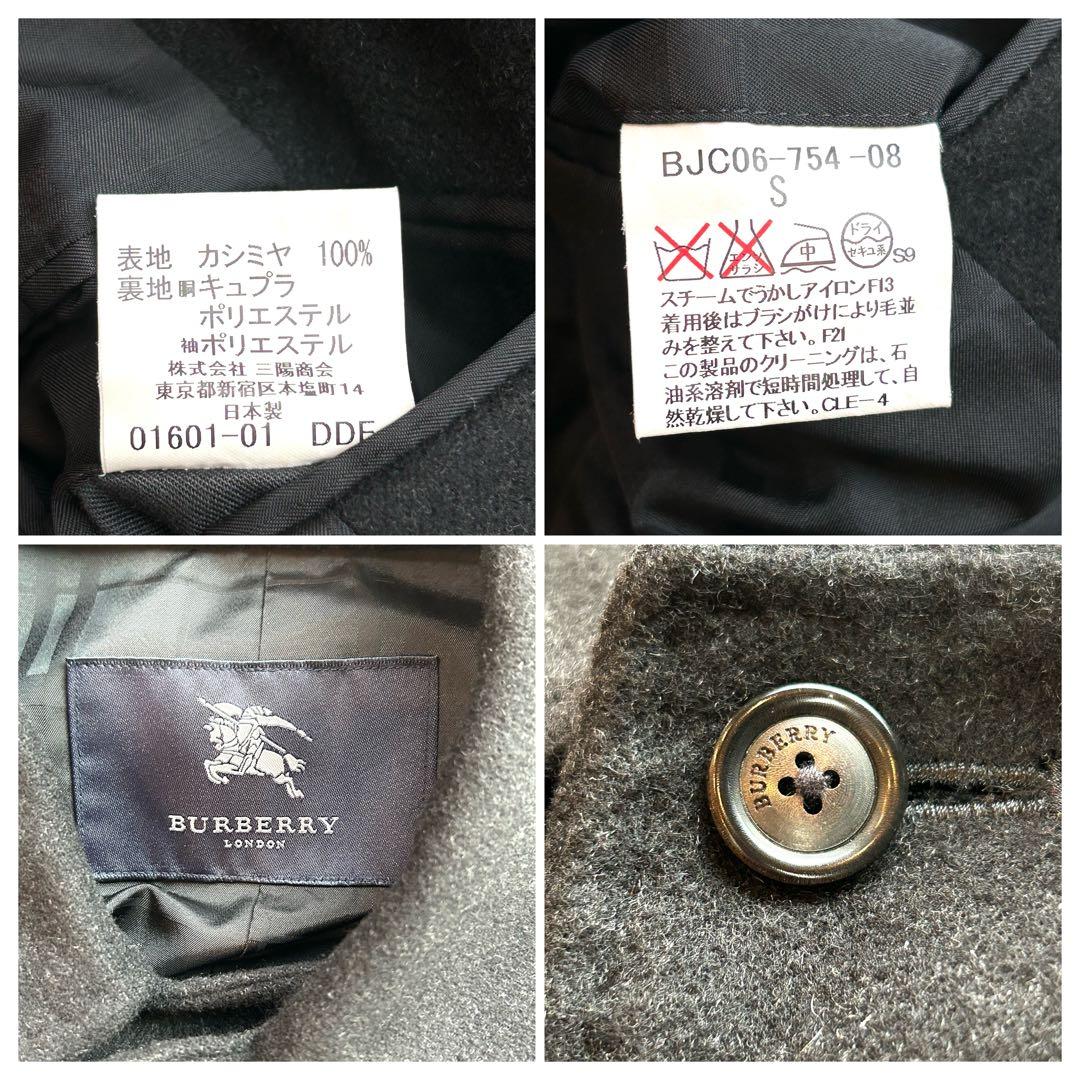 表地 カシミヤ 100%
裏地 胴キュプラ
ポリエステル
袖ポリエステル
株式会社 三陽商会
東京都新宿区本塩町14
日本製
01601-01 DDF
BJC06-754-08
S
エンソ
サラシ
中
ドライ
セキユ系
S9
スチームでうかしアイロンF13
着用後はブラシがけにより毛並
みを整えて下さい。F21
この製品のクリーニングは、石
油系溶剤で短時間処理して、自
然乾燥して下さい。CLE-4
BURBERRY
LONDON
BURBERRY